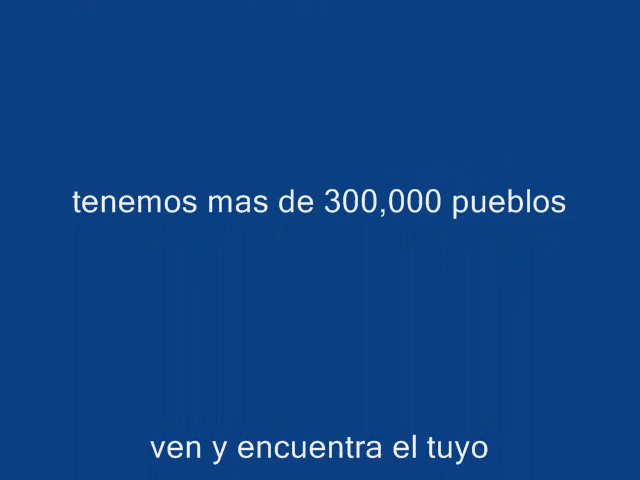 tenemos mas de 300,000 pueblos
ven y encuentra el tuyo